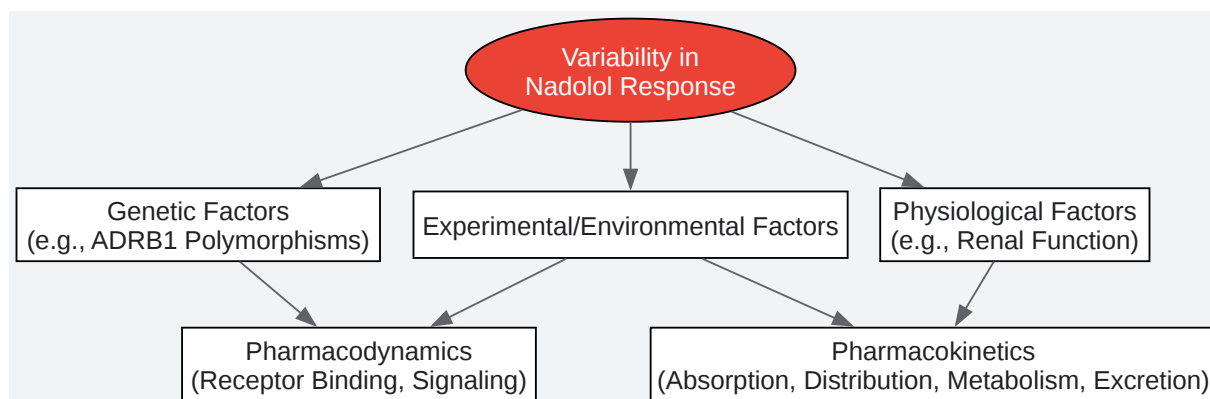 Variability in
Nadolol Response
Genetic Factors
(e.g., ADRB1 Polymorphisms)
Experimental/Environmental Factors
Physiological Factors
(e.g., Renal Function)
Pharmacodynamics
(Receptor Binding, Signaling)
Pharmacokinetics
(Absorption, Distribution, Metabolism, Excretion)